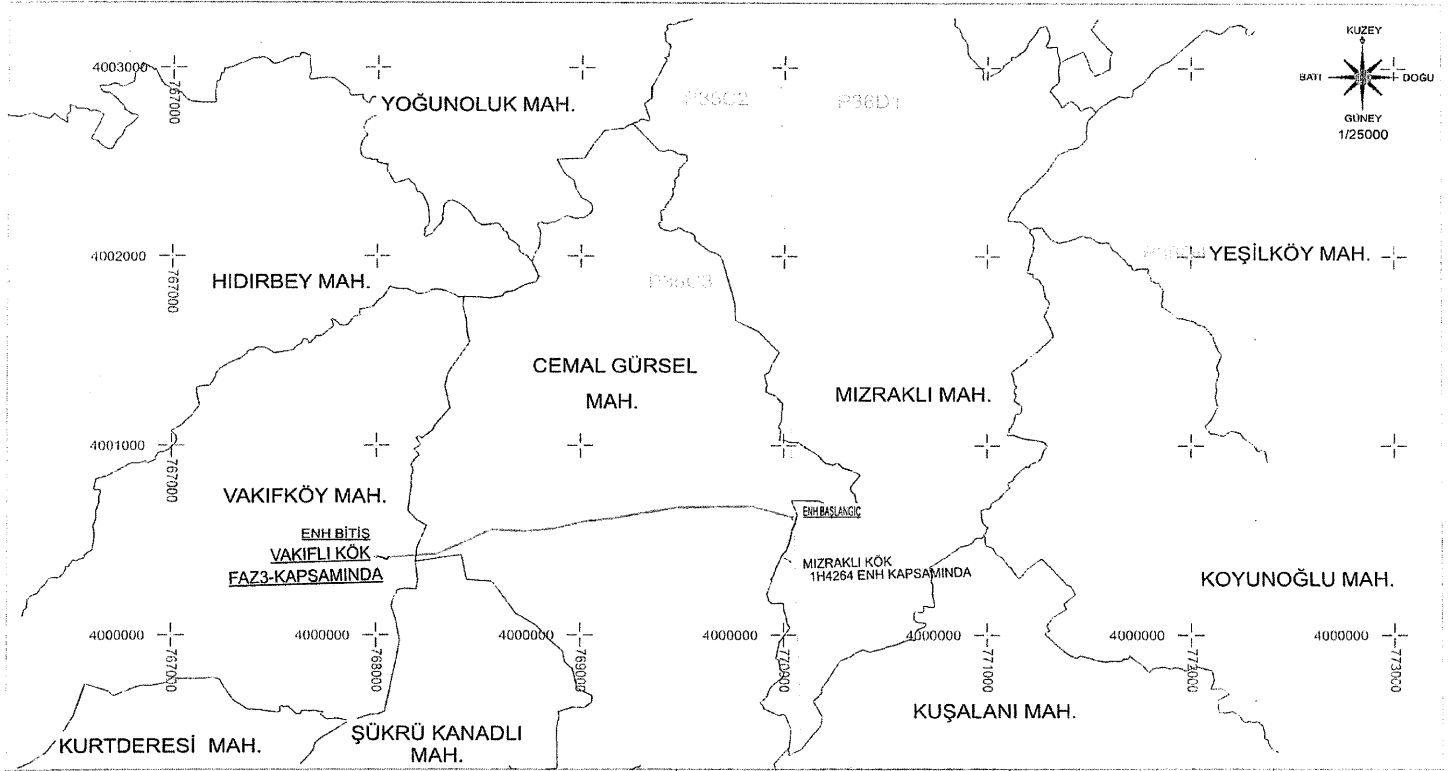 KUZEY
BATI
DOĞU
GÜNEY
1/25000
4003000
767000
YOĞUNOLUK MAH.
P35C2
P36D1
4002000
767000
HIDIRBEY MAH.
P35C3
YEŞİLKÖY MAH.
CEMAL GÜRSEL
MAH.
MIZRAKLI MAH.
4001000
767000
VAKIFKÖY MAH.
ENH BİTİŞ
VAKIFLI KÖK
FAZ3-KAPSAMINDA
ENH BAŞLANGIÇ
MIZRAKLI KÖK
1H4264 ENH KAPSAMINDA
KOYUNOĞLU MAH.
4000000
4000000
4000000
4000000
4000000
4000000
4000000
767000
768000
769000
770000
771000
772000
773000
KURTDERESİ MAH.
ŞÜKRÜ KANADLI
MAH.
KUŞALANI MAH.